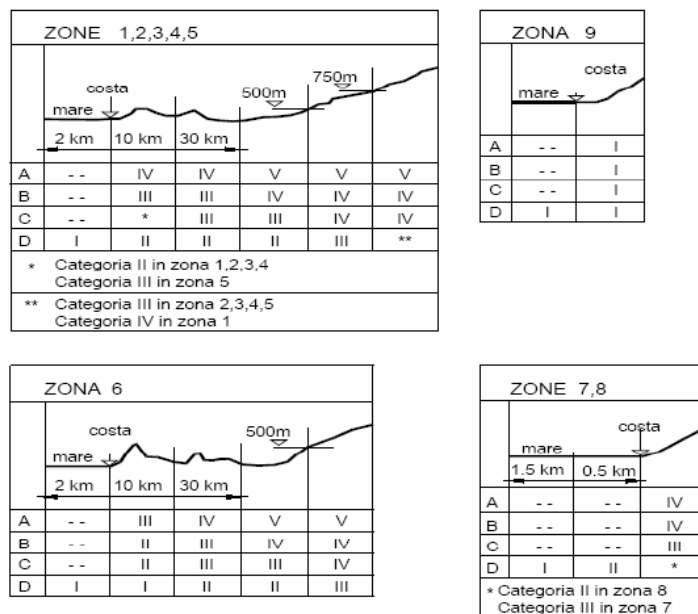 ZONE 1,2,3,4,5
costa
mare
500m
750m
2 km 10 km 30 km
A -- IV IV V V V
B -- III III IV IV IV
C -- * III III IV IV
D I II II II III **
* Categoria II in zona 1,2,3,4
Categoria III in zona 5
** Categoria III in zona 2,3,4,5
Categoria IV in zona 1
ZONA 9
costa
mare
A -- I
B -- I
C -- I
D I I
ZONA 6
costa
mare
500m
2 km 10 km 30 km
A -- III IV V V
B -- II III IV IV
C -- II III III IV
D I I II II III
ZONE 7,8
costa
mare
1.5 km 0.5 km
A -- -- IV
B -- -- IV
C -- -- III
D I II *
* Categoria II in zona 8
Categoria III in zona 7